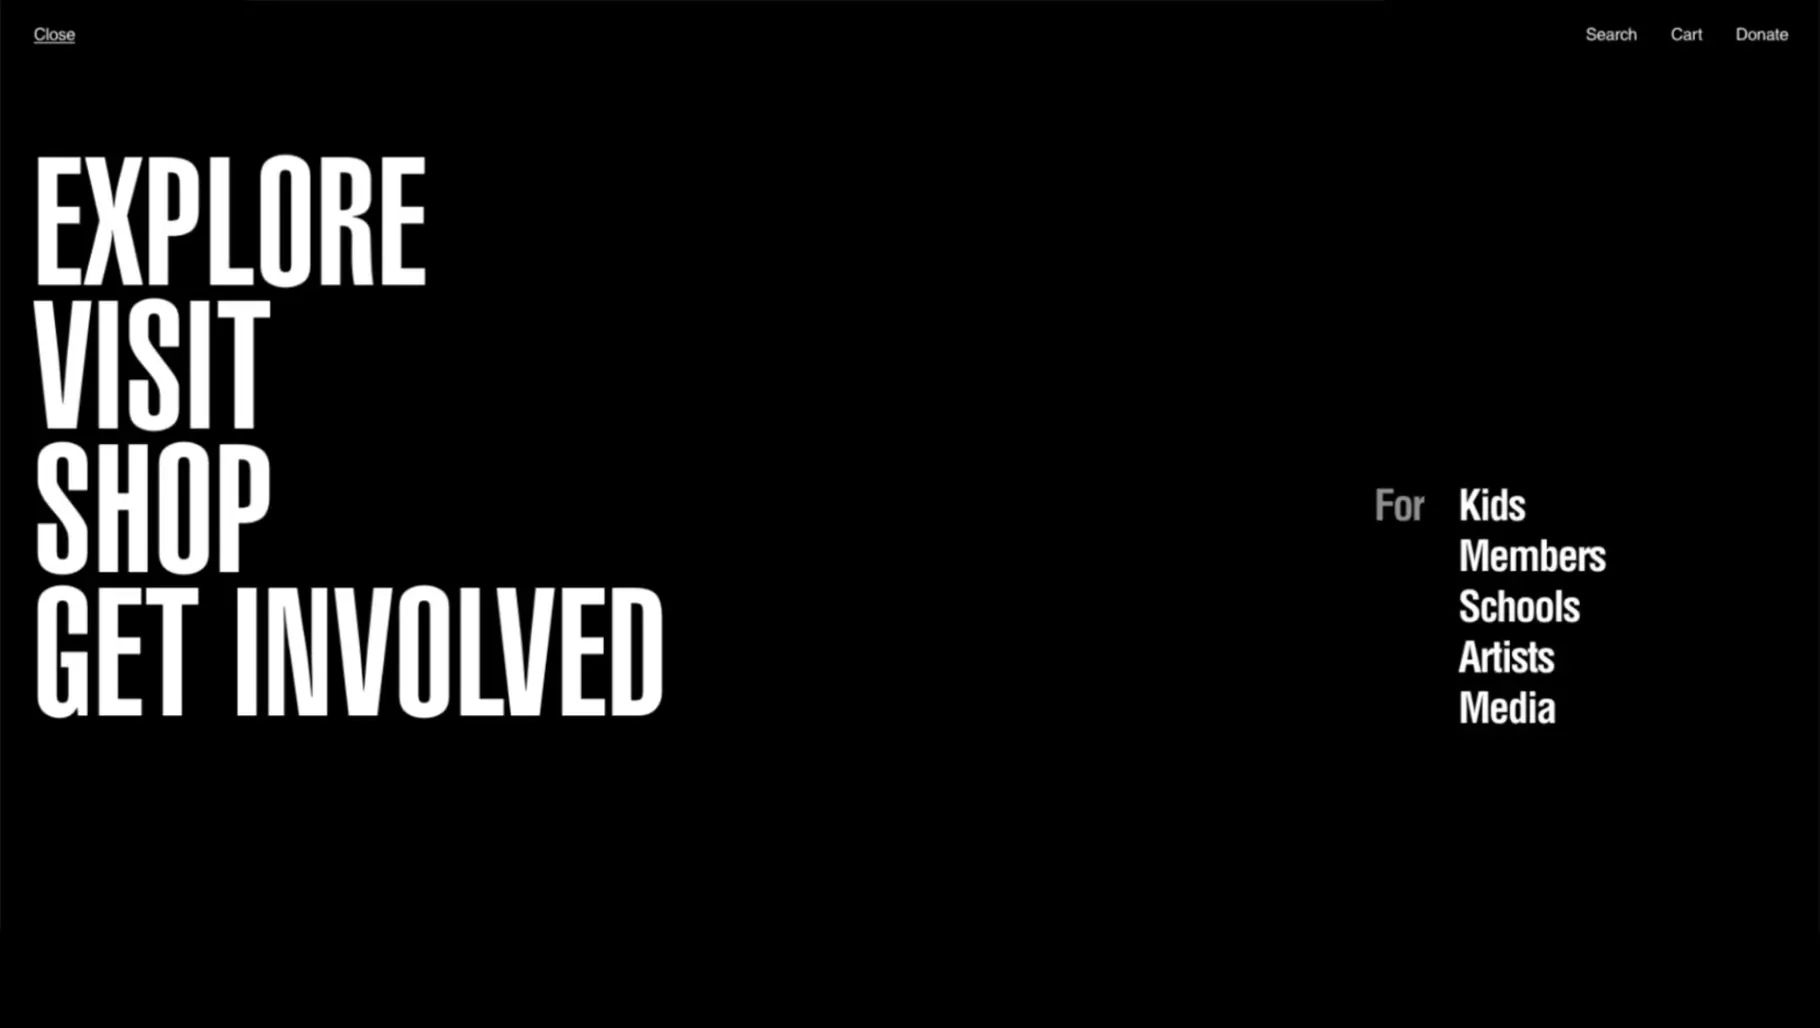 Close
Search
Cart
Donate
EXPLORE
VISIT
SHOP
GET INVOLVED
For
Kids
Members
Schools
Artists
Media